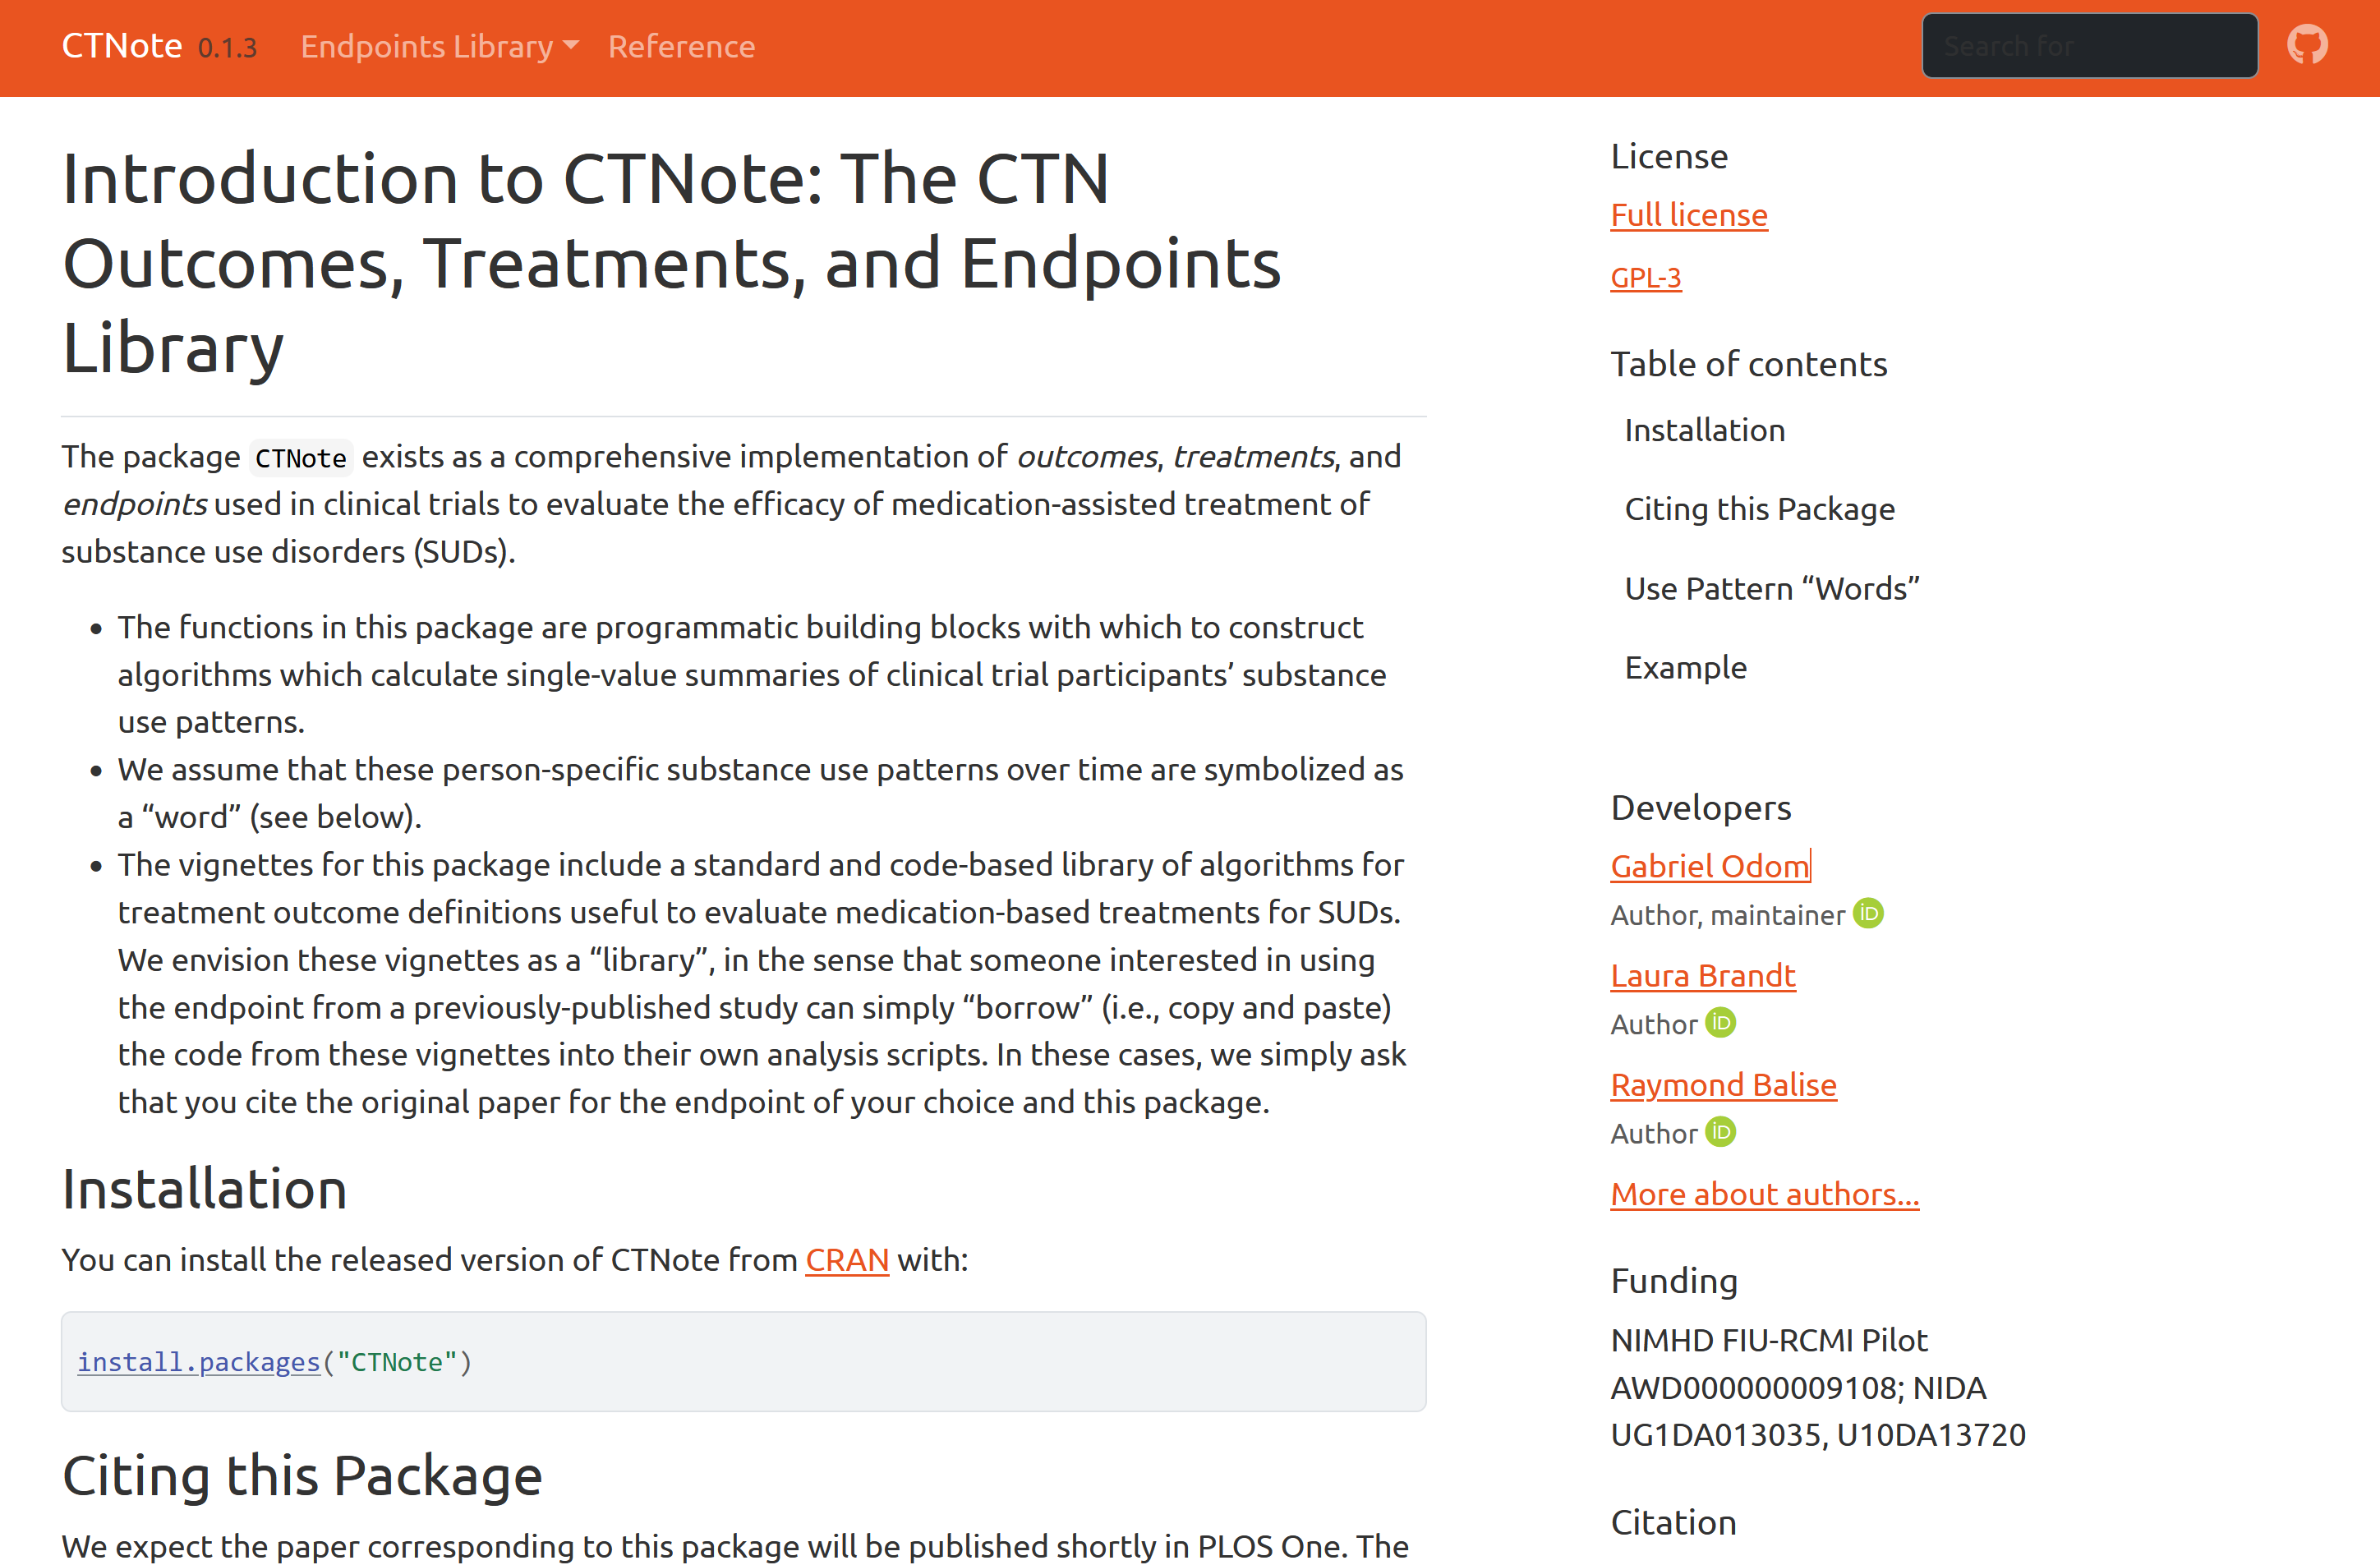 CTNote 0.1.3 Endpoints Library Reference Search for
Introduction to CTNote: The CTN
Outcomes, Treatments, and Endpoints
Library
The package CTNote exists as a comprehensive implementation of outcomes, treatments, and
endpoints used in clinical trials to evaluate the efficacy of medication-assisted treatment of
substance use disorders (SUDs).
• The functions in this package are programmatic building blocks with which to construct
algorithms which calculate single-value summaries of clinical trial participants’ substance
use patterns.
• We assume that these person-specific substance use patterns over time are symbolized as
a “word” (see below).
• The vignettes for this package include a standard and code-based library of algorithms for
treatment outcome definitions useful to evaluate medication-based treatments for SUDs.
We envision these vignettes as a “library”, in the sense that someone interested in using
the endpoint from a previously-published study can simply “borrow” (i.e., copy and paste)
the code from these vignettes into their own analysis scripts. In these cases, we simply ask
that you cite the original paper for the endpoint of your choice and this package.
Installation
You can install the released version of CTNote from CRAN with:
install.packages("CTNote")
Citing this Package
We expect the paper corresponding to this package will be published shortly in PLOS One. The
License
Full license
GPL-3
Table of contents
Installation
Citing this Package
Use Pattern “Words”
Example
Developers
Gabriel Odom
Author, maintainer iD
Laura Brandt
Author iD
Raymond Balise
Author iD
More about authors...
Funding
NIMHD FIU-RCMI Pilot
AWD000000009108; NIDA
UG1DA013035, U10DA13720
Citation